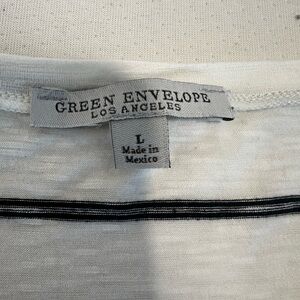 GREEN ENVELOPE
LOS ANGELES
L
Made in
Mexico